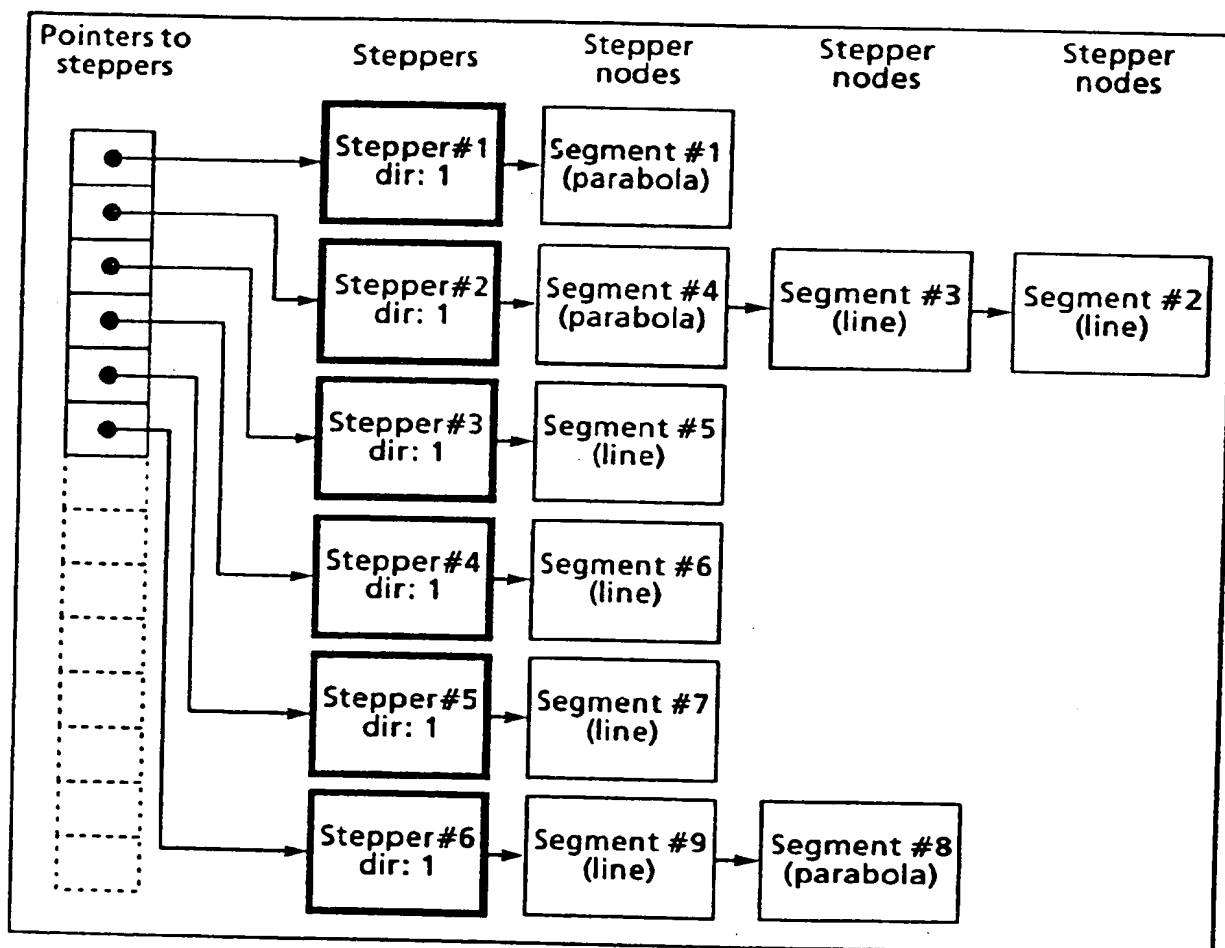 Pointers to
steppers
Steppers
Stepper
nodes
Stepper
nodes
Stepper
nodes
Stepper#1
dir: 1
Segment #1
(parabola)
Stepper#2
dir: 1
Segment #4
(parabola)
Segment #3
(line)
Segment #2
(line)
Stepper#3
dir: 1
Segment #5
(line)
Stepper#4
dir: 1
Segment #6
(line)
Stepper#5
dir: 1
Segment #7
(line)
Stepper#6
dir: 1
Segment #9
(line)
Segment #8
(parabola)